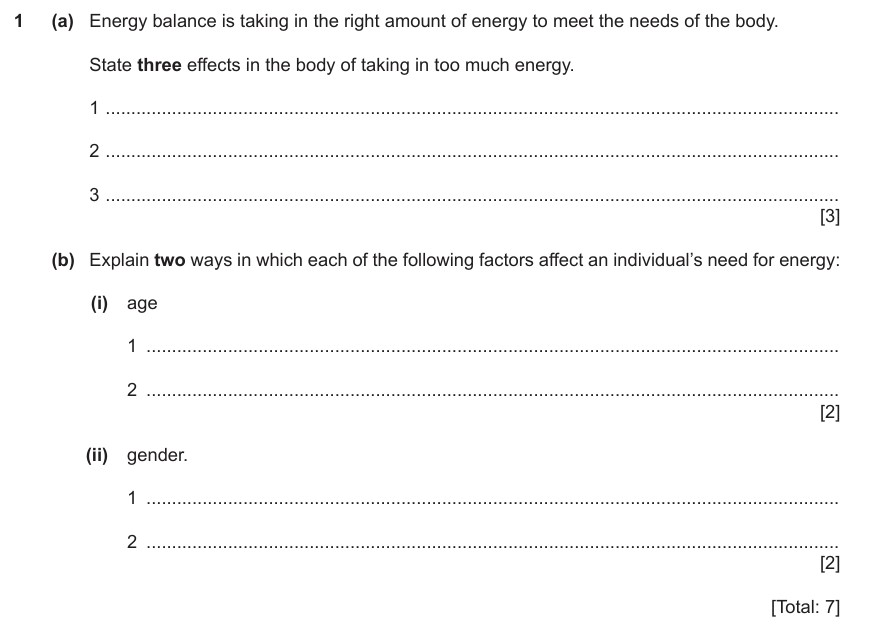 1 (a) Energy balance is taking in the right amount of energy to meet the needs of the body.
State three effects in the body of taking in too much energy.
1 ..........
2 ..........
3 ..........
[3]
(b) Explain two ways in which each of the following factors affect an individual's need for energy:
(i) age
1 ..........
2 ..........
[2]
(ii) gender.
1 ..........
2 ..........
[2]
[Total: 7]